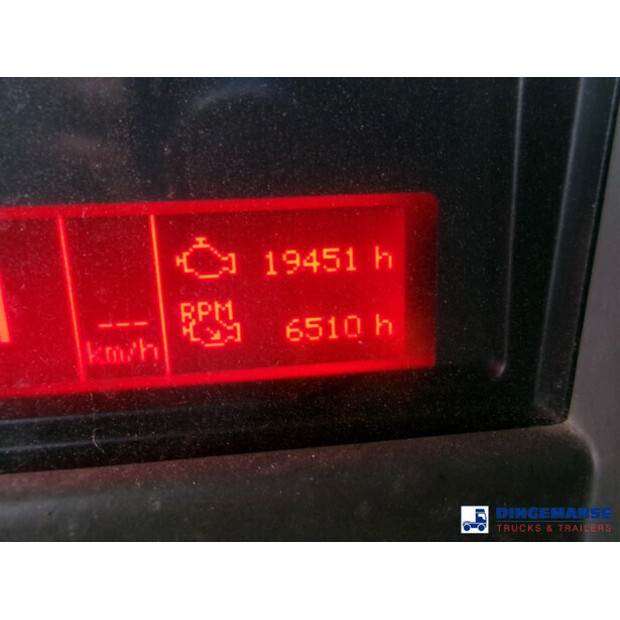 19451 h
RPM
6510 h
---
km/h
DINGEMANSE
TRUCKS & TRAILERS